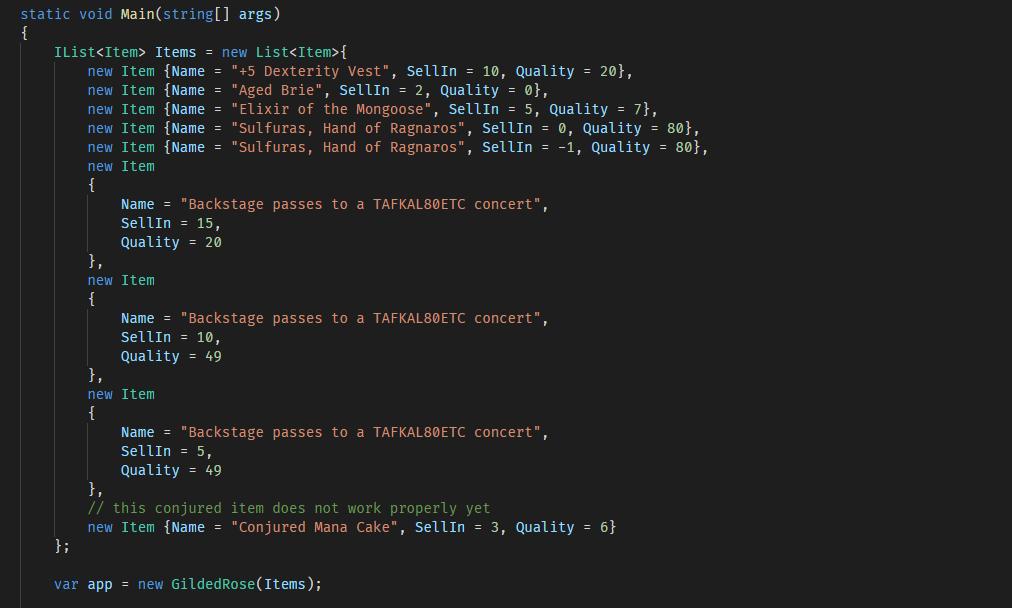 static void Main(string[] args)
{
    IList<Item> Items = new List<Item>{
        new Item {Name = "+5 Dexterity Vest", SellIn = 10, Quality = 20},
        new Item {Name = "Aged Brie", SellIn = 2, Quality = 0},
        new Item {Name = "Elixir of the Mongoose", SellIn = 5, Quality = 7},
        new Item {Name = "Sulfuras, Hand of Ragnaros", SellIn = 0, Quality = 80},
        new Item {Name = "Sulfuras, Hand of Ragnaros", SellIn = -1, Quality = 80},
        new Item
        {
            Name = "Backstage passes to a TAFKAL80ETC concert",
            SellIn = 15,
            Quality = 20
        },
        new Item
        {
            Name = "Backstage passes to a TAFKAL80ETC concert",
            SellIn = 10,
            Quality = 49
        },
        new Item
        {
            Name = "Backstage passes to a TAFKAL80ETC concert",
            SellIn = 5,
            Quality = 49
        },
        // this conjured item does not work properly yet
        new Item {Name = "Conjured Mana Cake", SellIn = 3, Quality = 6}
    };

    var app = new GildedRose(Items);